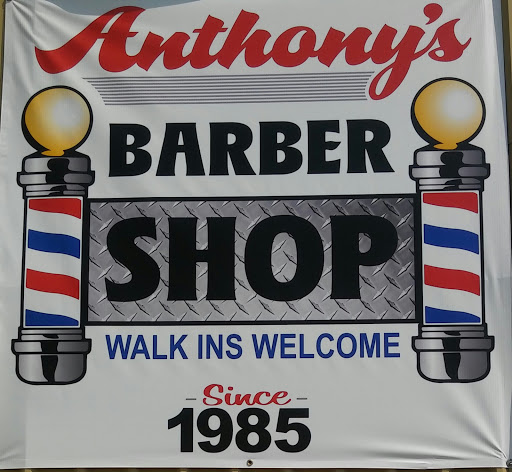 Anthony's
BARBER
SHOP
WALK INS WELCOME
- Since -
1985